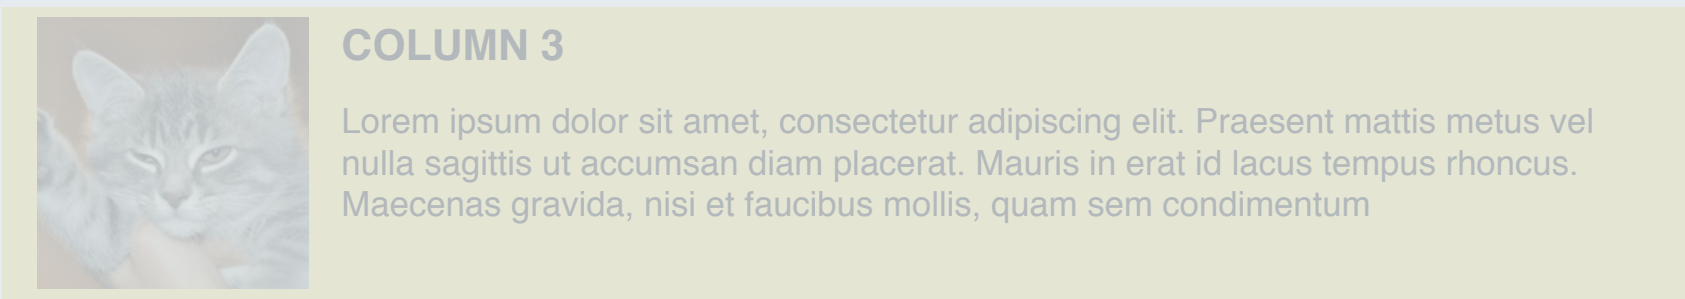 COLUMN 3
Lorem ipsum dolor sit amet, consectetur adipiscing elit. Praesent mattis metus vel
nulla sagittis ut accumsan diam placerat. Mauris in erat id lacus tempus rhoncus.
Maecenas gravida, nisi et faucibus mollis, quam sem condimentum